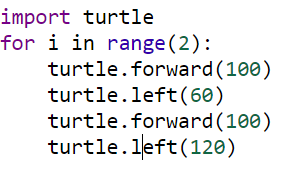 import turtle
for i in range(2):
    turtle.forward(100)
    turtle.left(60)
    turtle.forward(100)
    turtle.left(120)